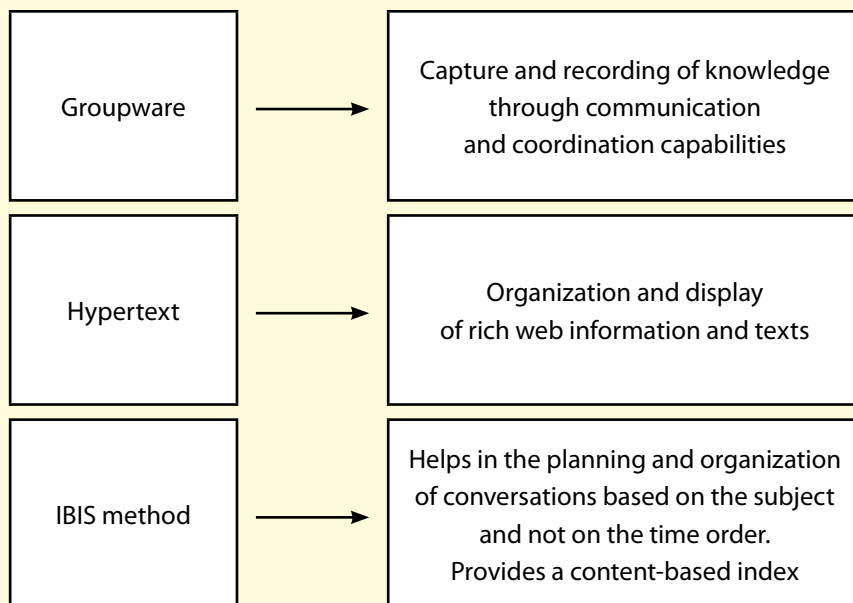 Groupware
Capture and recording of knowledge
through communication
and coordination capabilities
Hypertext
Organization and display
of rich web information and texts
IBIS method
Helps in the planning and organization
of conversations based on the subject
and not on the time order.
Provides a content-based index